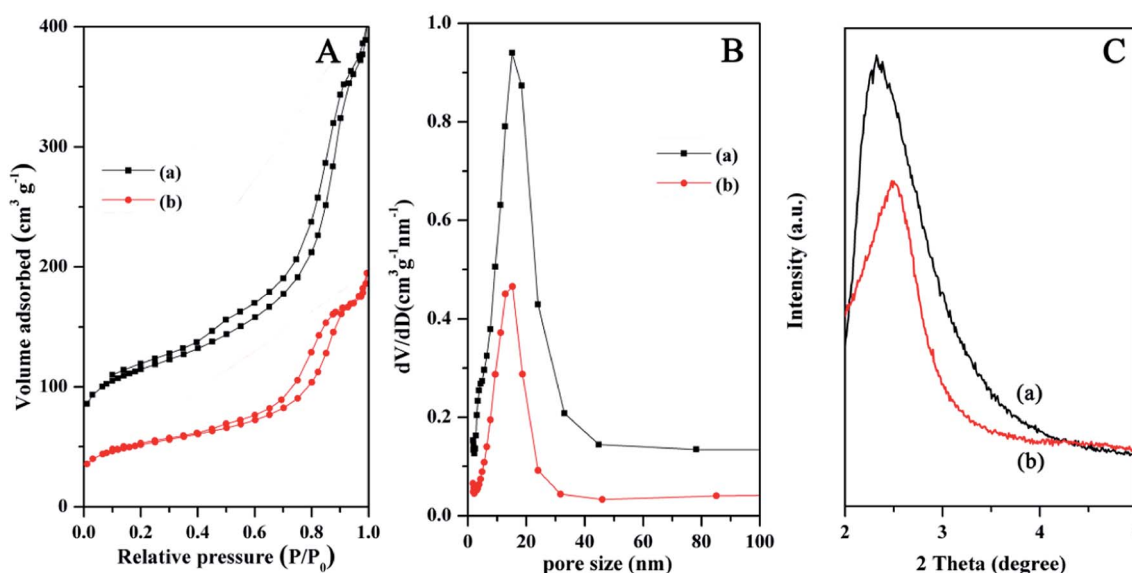 A
Volume adsorbed (cm³ g⁻¹)
400
300
200
100
0
(a)
(b)
0.0 0.2 0.4 0.6 0.8 1.0
Relative pressure (P/P₀)
B
dV/dD(cm³g⁻¹nm⁻¹)
1.0
0.8
0.6
0.4
0.2
0.0
(a)
(b)
0 20 40 60 80 100
pore size (nm)
C
Intensity (a.u.)
(a)
(b)
2 3 4
2 Theta (degree)